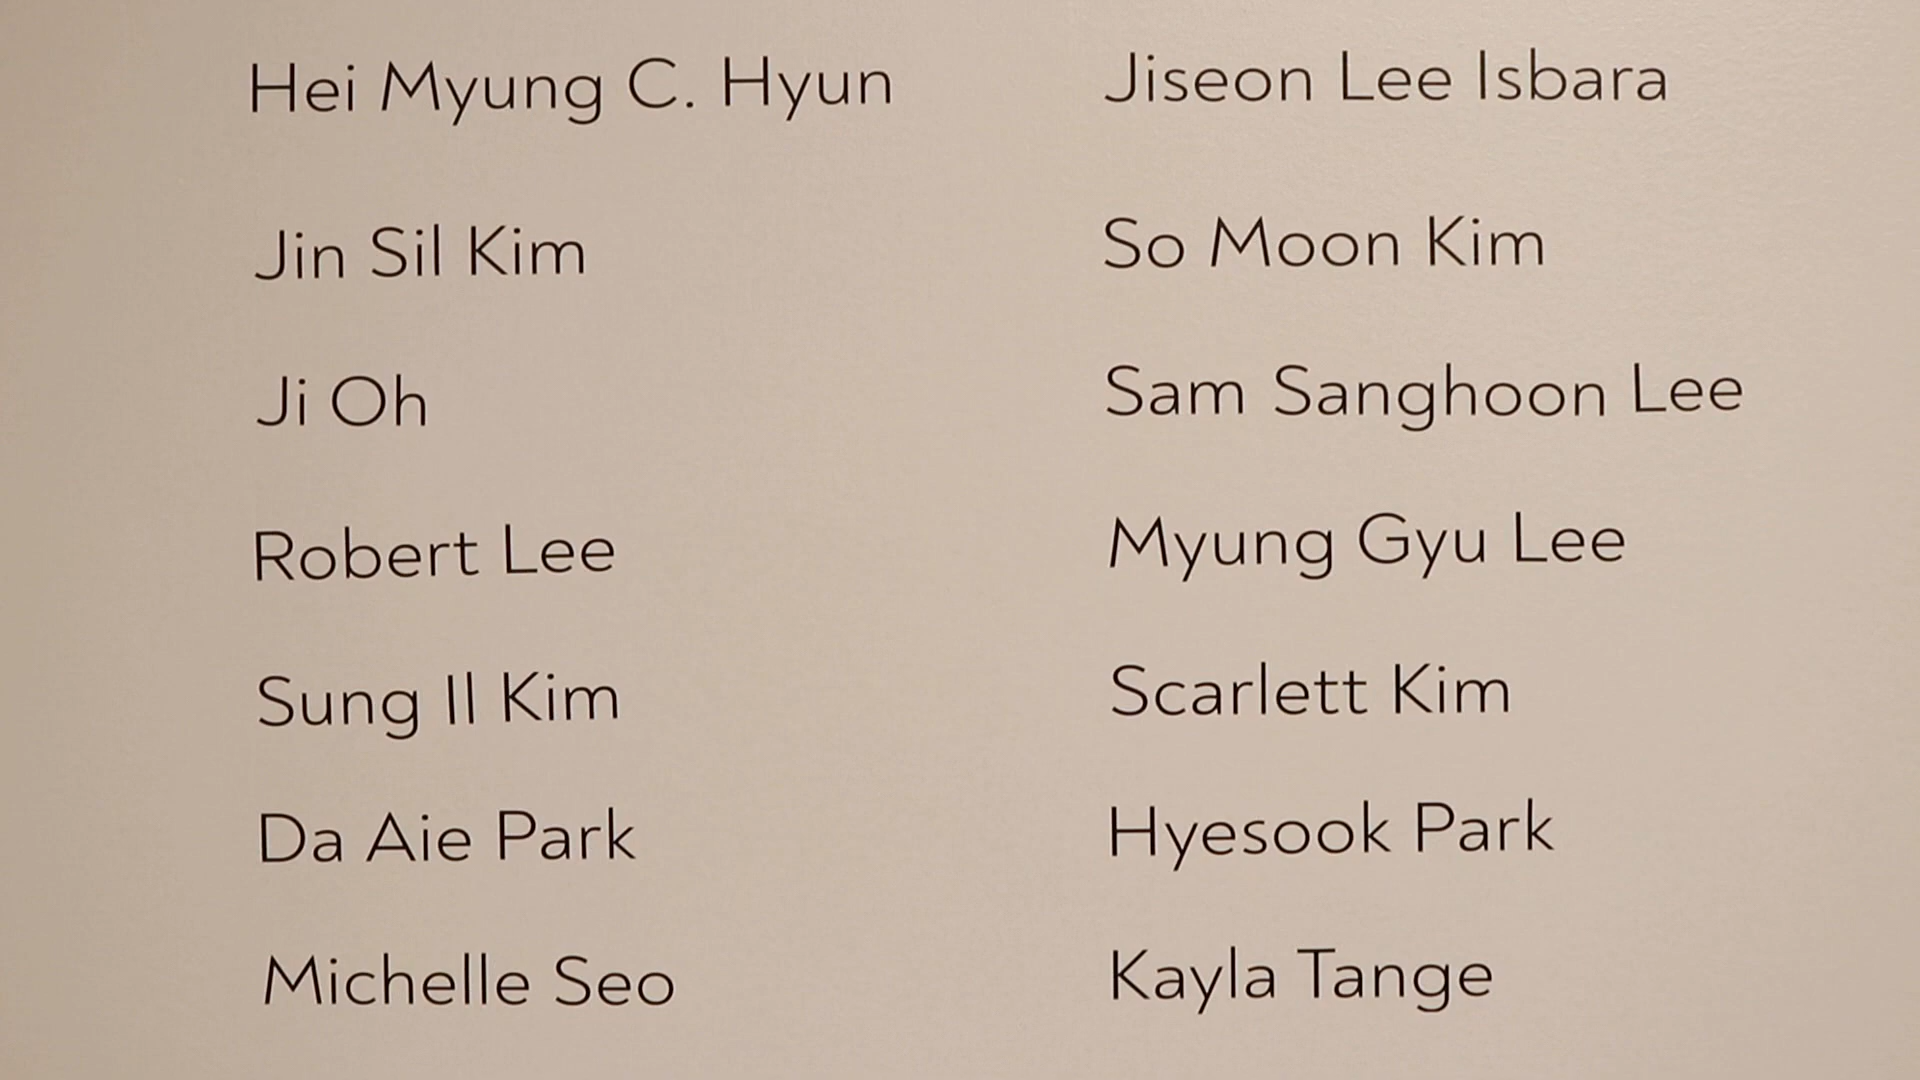 Hei Myung C. Hyun
Jin Sil Kim
Ji Oh
Robert Lee
Sung Il Kim
Da Aie Park
Michelle Seo
Jiseon Lee Isbara
So Moon Kim
Sam Sanghoon Lee
Myung Gyu Lee
Scarlett Kim
Hyesook Park
Kayla Tange